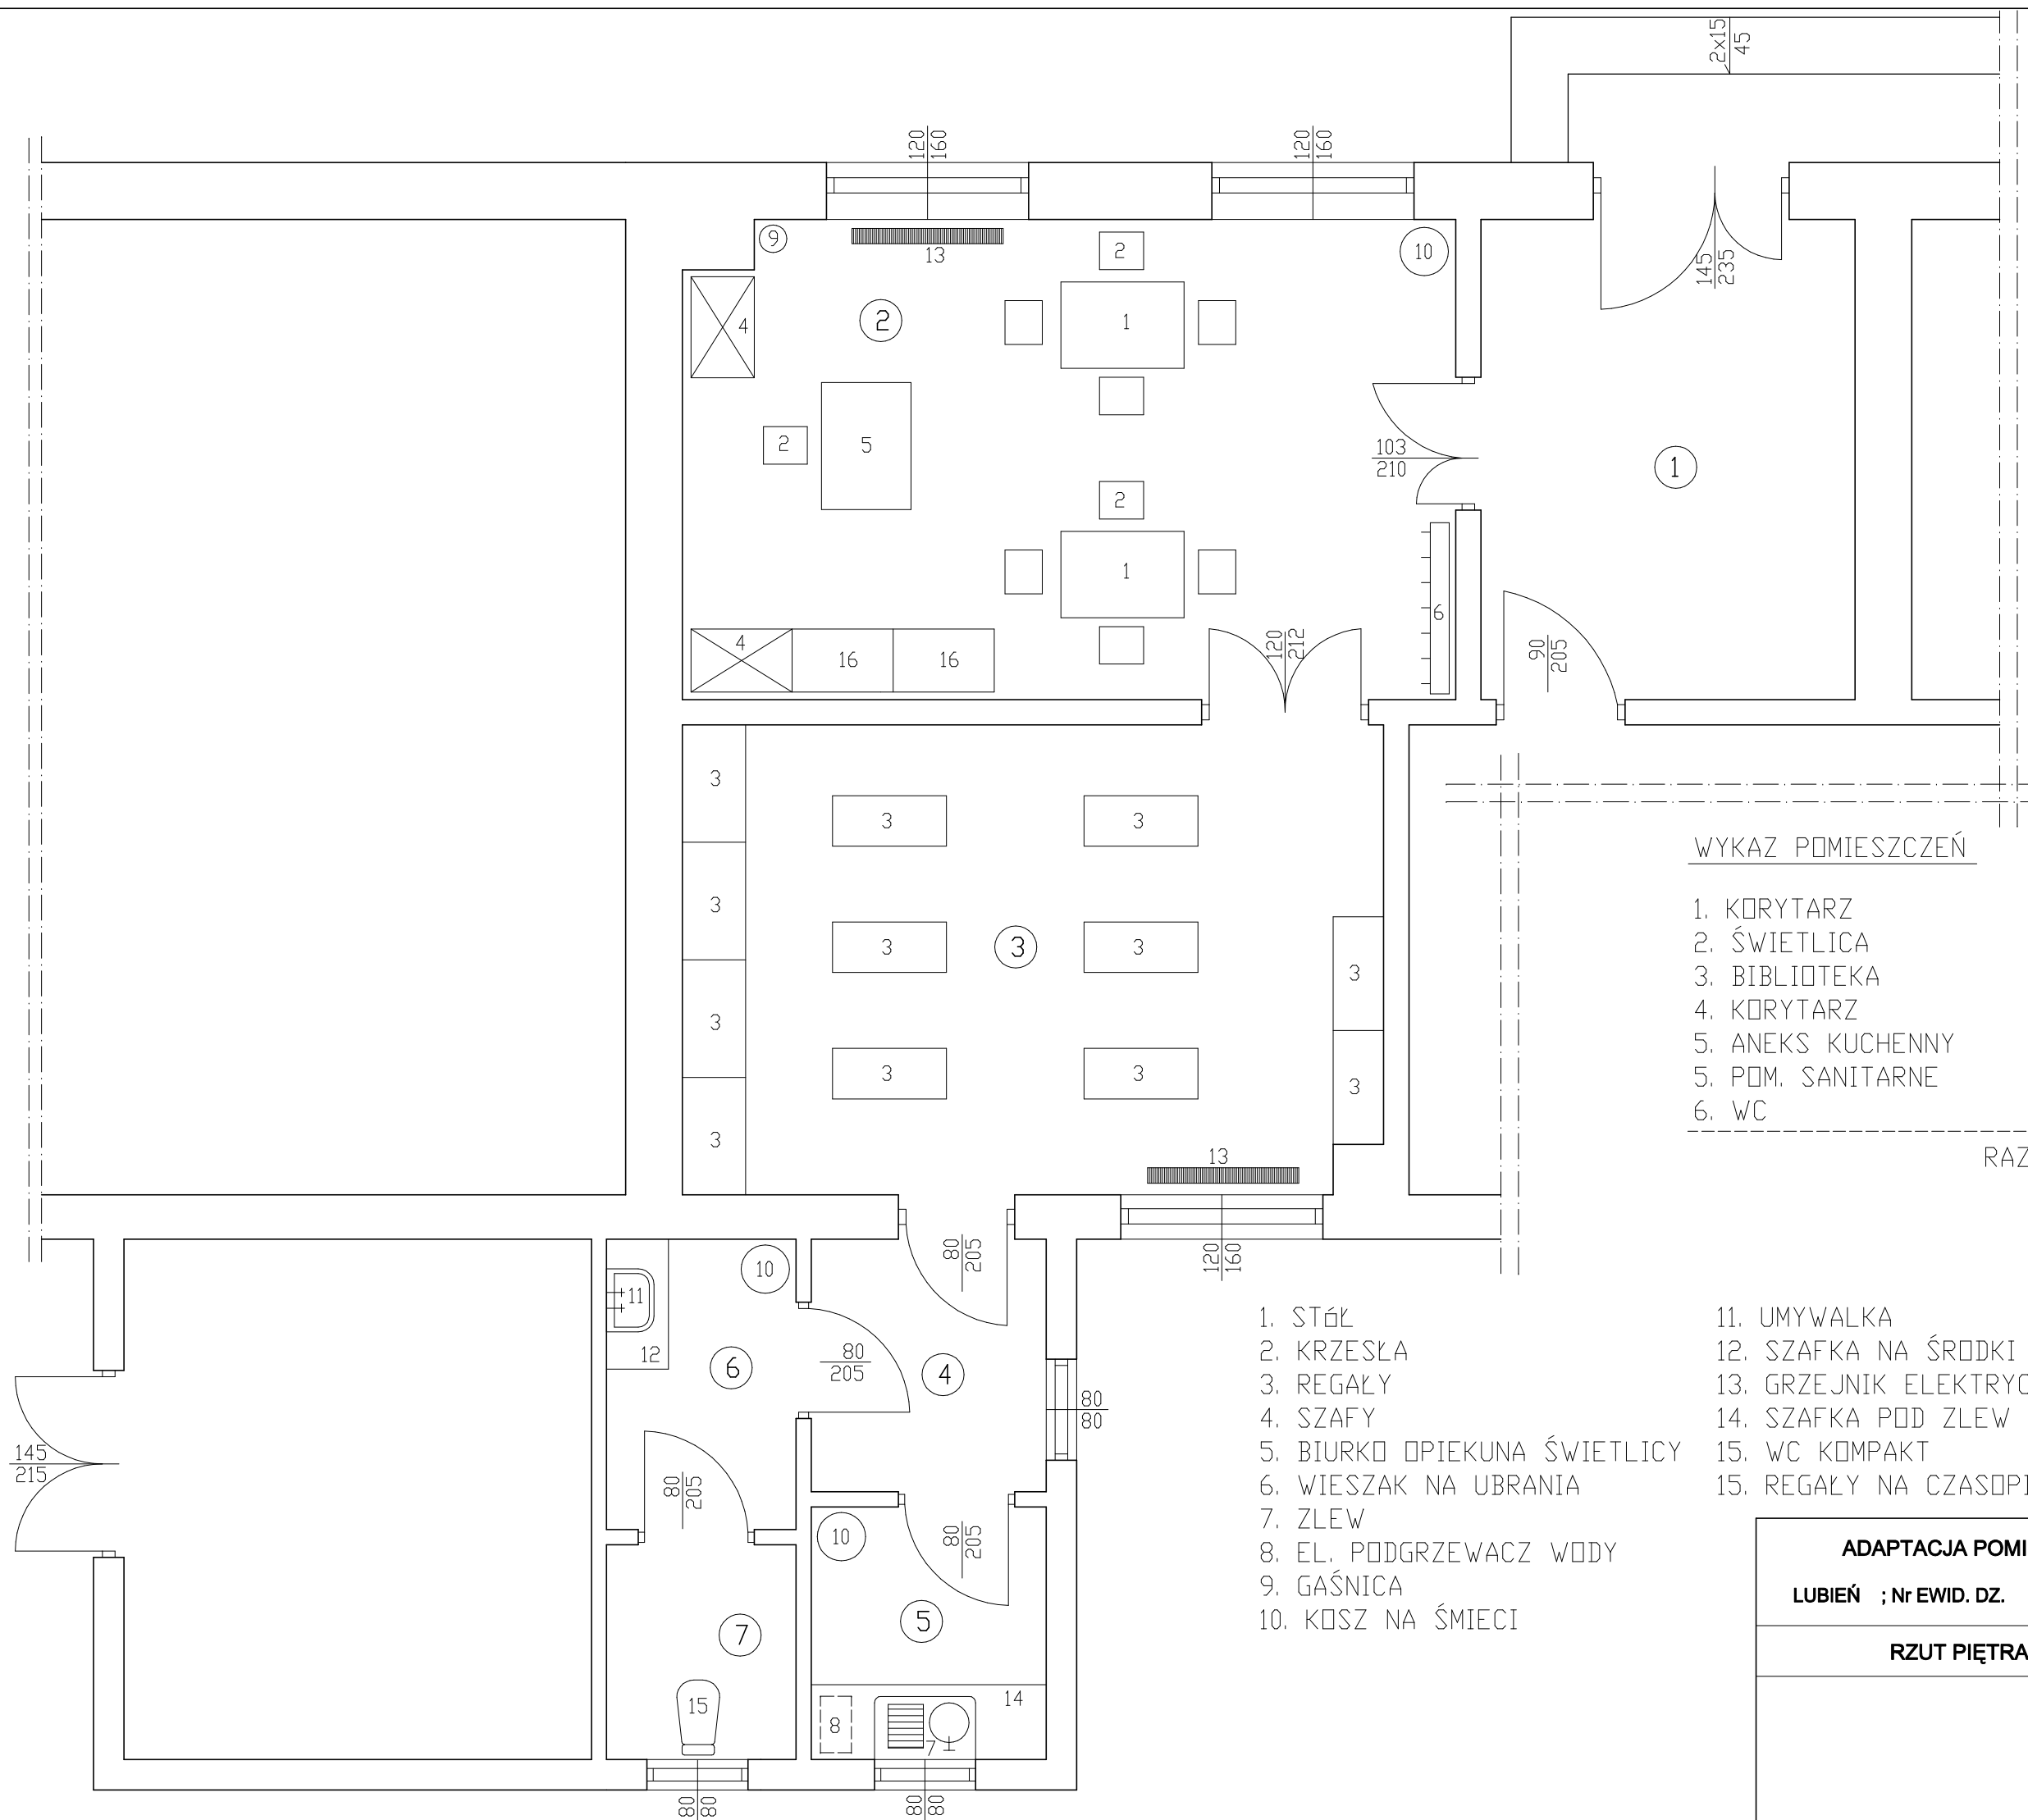 2x15
45
120
160
120
160
9
13
2
10
4
2
1
145
235
2
5
103
210
1
2
1
6
4
16
16
120
212
90
205
3
3
3
3
3
3
3
3
3
3
3
3
3
13
3
WYKAZ POMIESZCZEŃ
1. KORYTARZ
2. ŚWIETLICA
3. BIBLIOTEKA
4. KORYTARZ
5. ANEKS KUCHENNY
5. POM. SANITARNE
6. WC
RAZ
80
205
120
160
10
11
12
6
80
205
4
80
80
145
215
80
205
10
80
205
5
7
15
8
7
14
80
80
80
80
1. STóŁ
2. KRZESŁA
3. REGAŁY
4. SZAFY
5. BIURKO OPIEKUNA ŚWIETLICY
6. WIESZAK NA UBRANIA
7. ZLEW
8. EL. PODGRZEWACZ WODY
9. GAŚNICA
10. KOSZ NA ŚMIECI
11. UMYWALKA
12. SZAFKA NA ŚRODKI
13. GRZEJNIK ELEKTRYC
14. SZAFKA POD ZLEW
15. WC KOMPAKT
15. REGAŁY NA CZASOPI
ADAPTACJA POMI
LUBIEŃ ; Nr EWID. DZ.
RZUT PIĘTRA